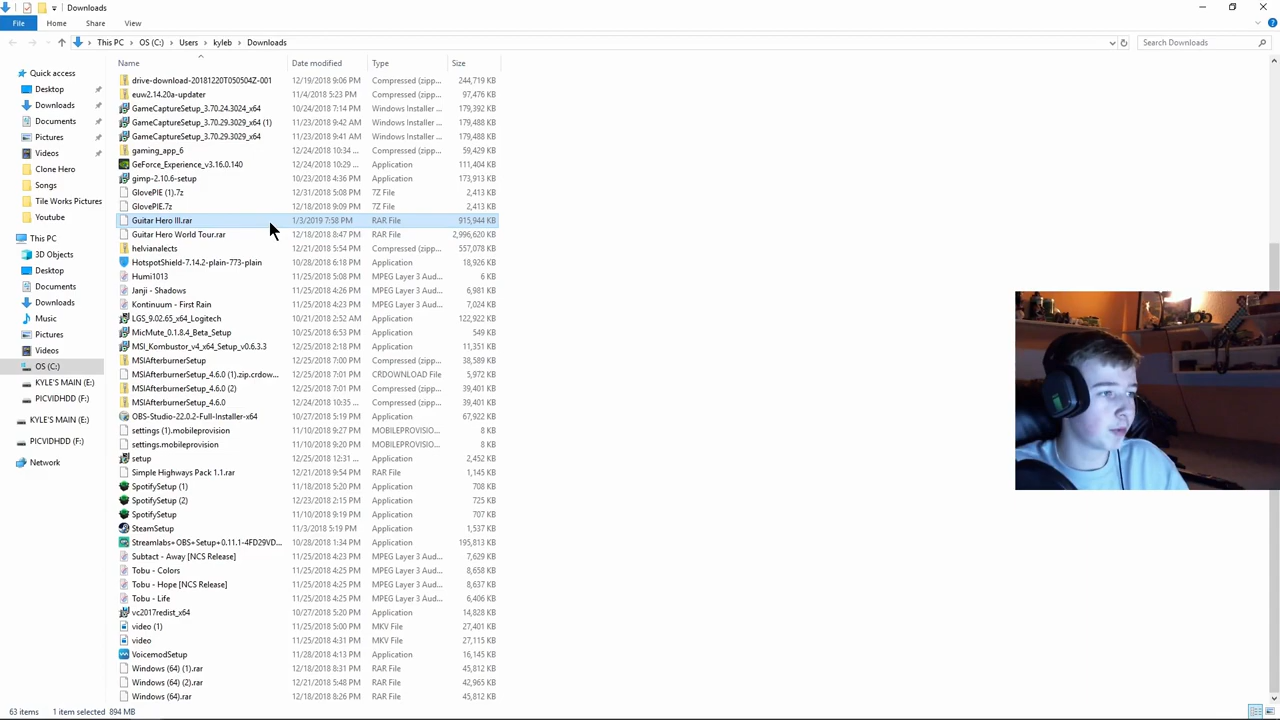 Downloads
File Home Share View
This PC OS (C:) Users kyleb Downloads Search Downloads
Name Date modified Type Size
Quick access
Desktop
Downloads
Documents
Pictures
Videos
Clone Hero
Songs
Tile Works Pictures
Youtube
This PC
3D Objects
Desktop
Documents
Downloads
Music
Pictures
Videos
OS (C:)
KYLE'S MAIN (E:)
PICVIDHDD (F:)
KYLE'S MAIN (E:)
PICVIDHDD (F:)
Network
drive-download-20181220T050504Z-001 12/19/2018 9:06 PM Compressed (zipp... 244,719 KB
euw2.14.20a-updater 11/4/2018 5:23 PM Compressed (zipp... 97,476 KB
GameCaptureSetup_3.70.24.3024_x64 10/24/2018 7:14 PM Windows Installer ... 179,392 KB
GameCaptureSetup_3.70.29.3029_x64 (1) 11/23/2018 9:42 AM Windows Installer ... 179,488 KB
GameCaptureSetup_3.70.29.3029_x64 11/23/2018 9:41 AM Windows Installer ... 179,488 KB
gaming_app_6 12/24/2018 10:34 ... Compressed (zipp... 59,429 KB
GeForce_Experience_v3.16.0.140 12/24/2018 10:29 ... Application 111,404 KB
gimp-2.10.6-setup 10/23/2018 4:36 PM Application 173,913 KB
GlovePIE (1).7z 12/31/2018 5:08 PM 7Z File 2,413 KB
GlovePIE.7z 12/18/2018 9:09 PM 7Z File 2,413 KB
Guitar Hero III.rar 1/3/2019 7:58 PM RAR File 915,944 KB
Guitar Hero World Tour.rar 12/18/2018 8:47 PM RAR File 2,996,620 KB
helvianalects 12/21/2018 5:54 PM Compressed (zipp... 557,078 KB
HotspotShield-7.14.2-plain-773-plain 10/28/2018 6:18 PM Application 18,926 KB
Humi1013 11/25/2018 5:08 PM MPEG Layer 3 Aud... 6 KB
Janji - Shadows 11/25/2018 4:26 PM MPEG Layer 3 Aud... 6,981 KB
Kontinuum - First Rain 11/25/2018 4:23 PM MPEG Layer 3 Aud... 7,024 KB
LGS_9.02.65_x64_Logitech 10/21/2018 2:52 AM Application 122,922 KB
MicMute_0.1.8.4_Beta_Setup 10/25/2018 6:53 PM Application 549 KB
MSI_Kombustor_v4_x64_Setup_v0.6.3.3 12/25/2018 2:18 PM Application 11,351 KB
MSIAfterburnerSetup 12/25/2018 7:00 PM Compressed (zipp... 38,589 KB
MSIAfterburnerSetup_4.6.0 (1).zip.crdow... 12/25/2018 7:01 PM CRDOWNLOAD File 5,972 KB
MSIAfterburnerSetup_4.6.0 (2) 12/25/2018 7:01 PM Compressed (zipp... 39,401 KB
MSIAfterburnerSetup_4.6.0 12/24/2018 10:35 ... Compressed (zipp... 39,401 KB
OBS-Studio-22.0.2-Full-Installer-x64 10/27/2018 5:19 PM Application 67,922 KB
settings (1).mobileprovision 11/10/2018 9:27 PM MOBILEPROVISIO... 8 KB
settings.mobileprovision 11/10/2018 9:20 PM MOBILEPROVISIO... 8 KB
setup 12/25/2018 12:31 ... Application 2,452 KB
Simple Highways Pack 1.1.rar 12/21/2018 9:54 PM RAR File 1,145 KB
SpotifySetup (1) 11/18/2018 5:20 PM Application 708 KB
SpotifySetup (2) 12/23/2018 2:15 PM Application 725 KB
SpotifySetup 11/10/2018 9:19 PM Application 707 KB
SteamSetup 11/3/2018 5:19 PM Application 1,537 KB
Streamlabs+OBS+Setup+0.11.1-4FD29VD... 10/28/2018 1:34 PM Application 195,813 KB
Subtact - Away [NCS Release] 11/25/2018 4:23 PM MPEG Layer 3 Aud... 7,629 KB
Tobu - Colors 11/25/2018 4:25 PM MPEG Layer 3 Aud... 8,658 KB
Tobu - Hope [NCS Release] 11/25/2018 4:25 PM MPEG Layer 3 Aud... 8,637 KB
Tobu - Life 11/25/2018 4:25 PM MPEG Layer 3 Aud... 6,406 KB
vc2017redist_x64 10/27/2018 5:20 PM Application 14,828 KB
video (1) 11/25/2018 5:00 PM MKV File 27,401 KB
video 11/25/2018 4:31 PM MKV File 27,115 KB
VoicemodSetup 11/28/2018 4:13 PM Application 16,145 KB
Windows (64) (1).rar 12/18/2018 8:31 PM RAR File 45,812 KB
Windows (64) (2).rar 12/21/2018 5:48 PM RAR File 42,965 KB
Windows (64).rar 12/18/2018 8:26 PM RAR File 45,812 KB
63 items 1 item selected 894 MB